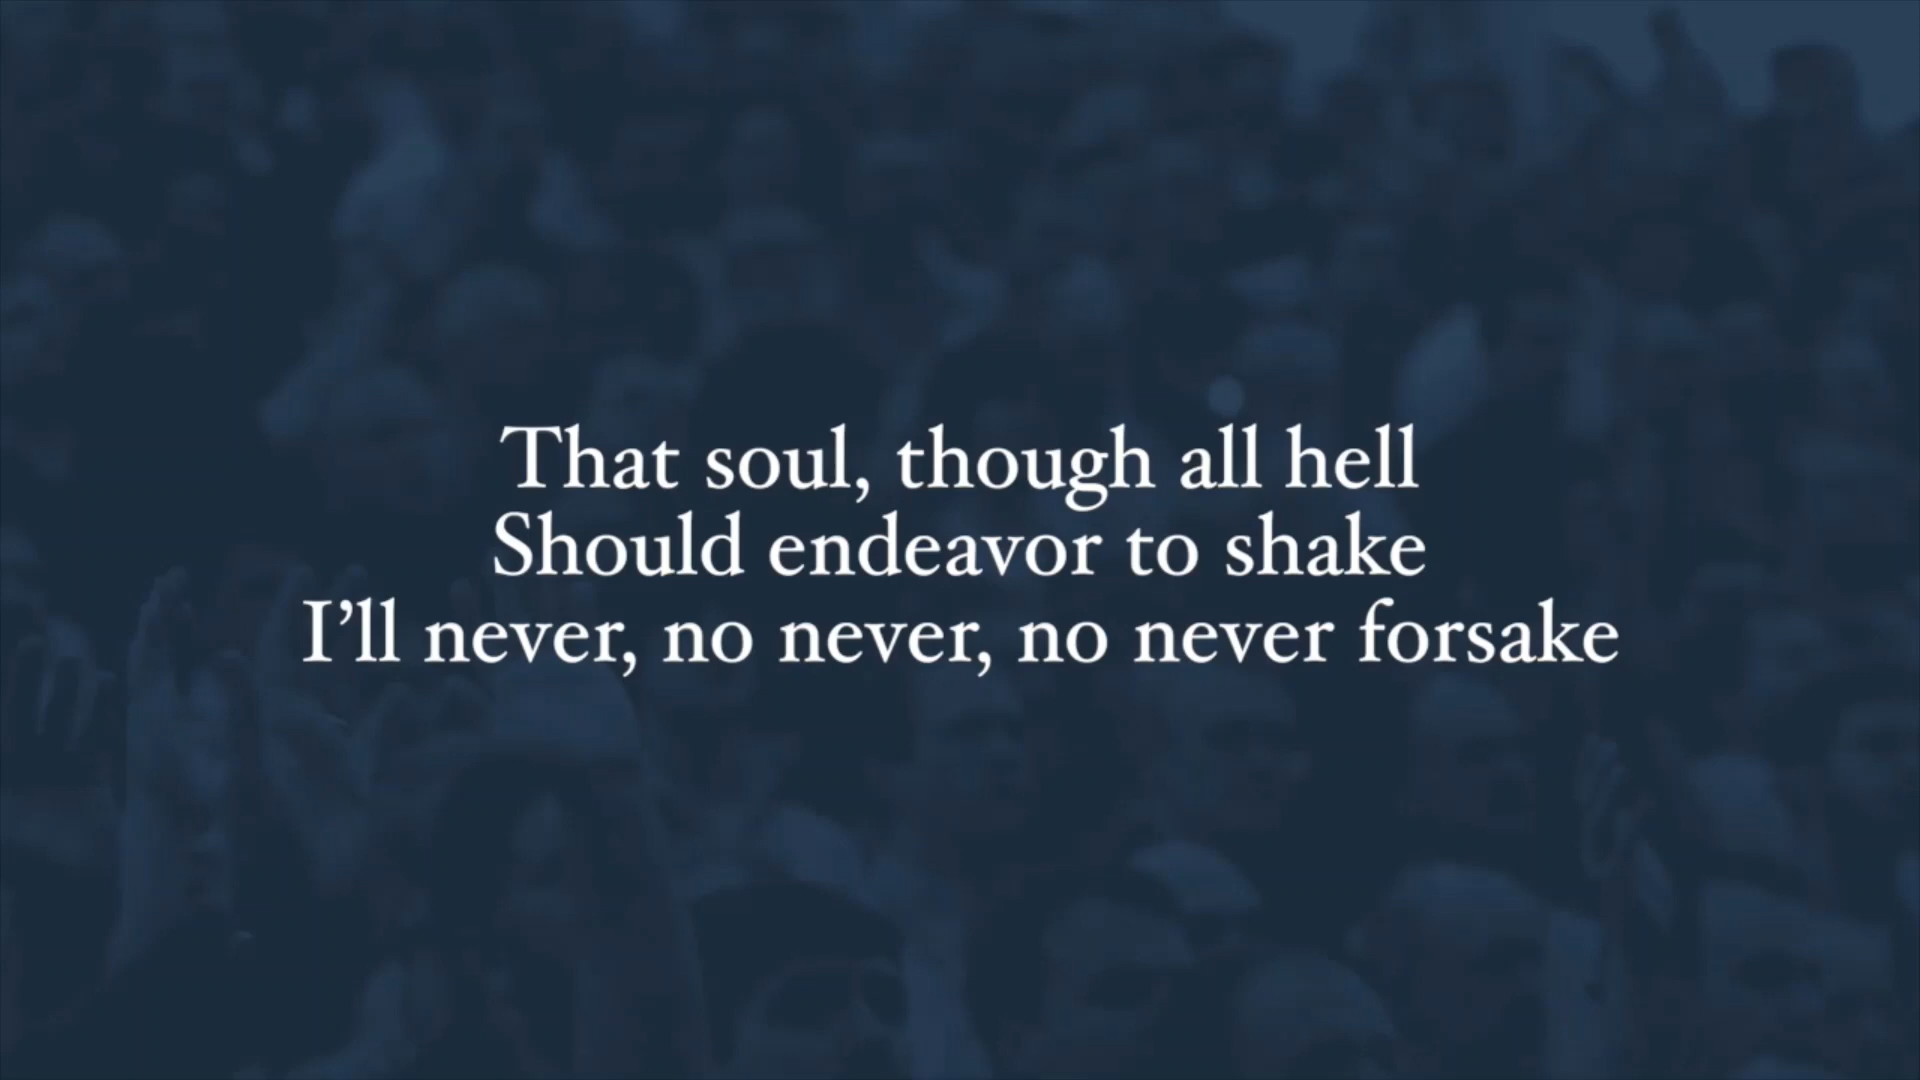 That soul, though all hell
Should endeavor to shake
I’ll never, no never, no never forsake